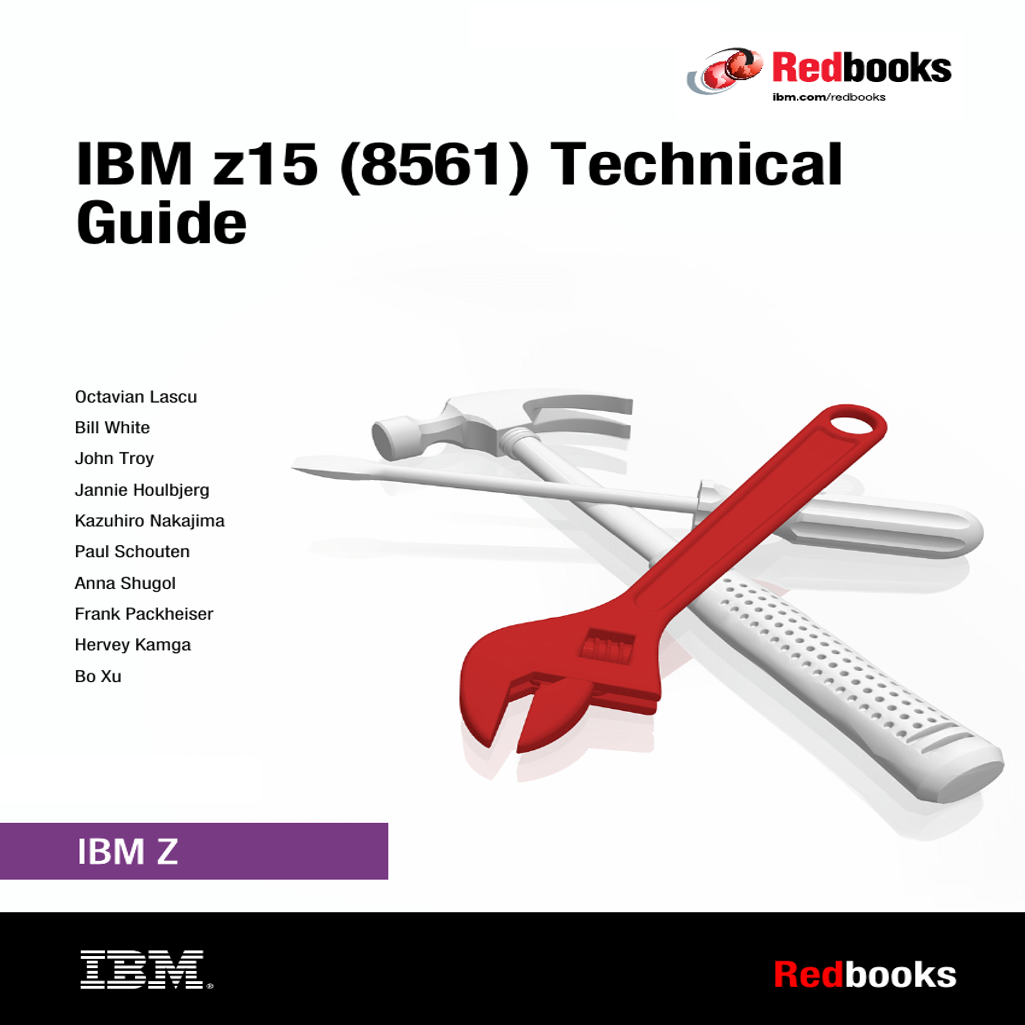 Redbooks
ibm.com/redbooks
IBM z15 (8561) Technical
Guide
Octavian Lascu
Bill White
John Troy
Jannie Houlbjerg
Kazuhiro Nakajima
Paul Schouten
Anna Shugol
Frank Packheiser
Hervey Kamga
Bo Xu
IBM Z
IBM®
Redbooks